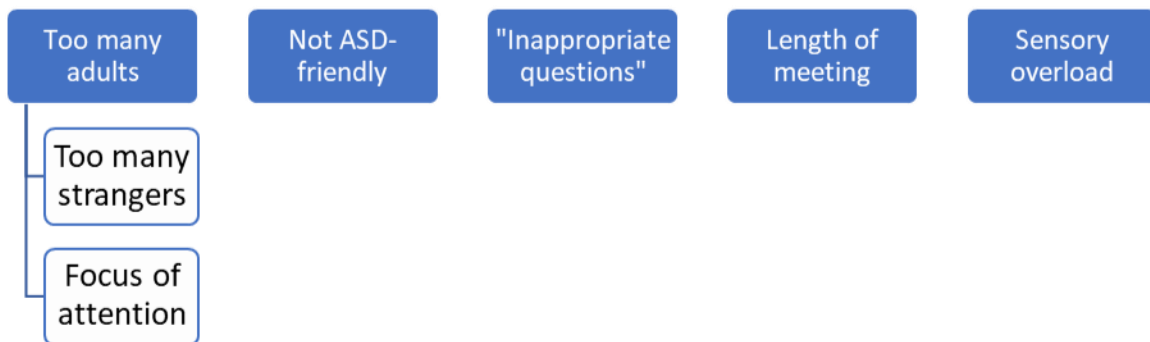 Too many
adults
Not ASD-
friendly
"Inappropriate
questions"
Length of
meeting
Sensory
overload
Too many
strangers
Focus of
attention